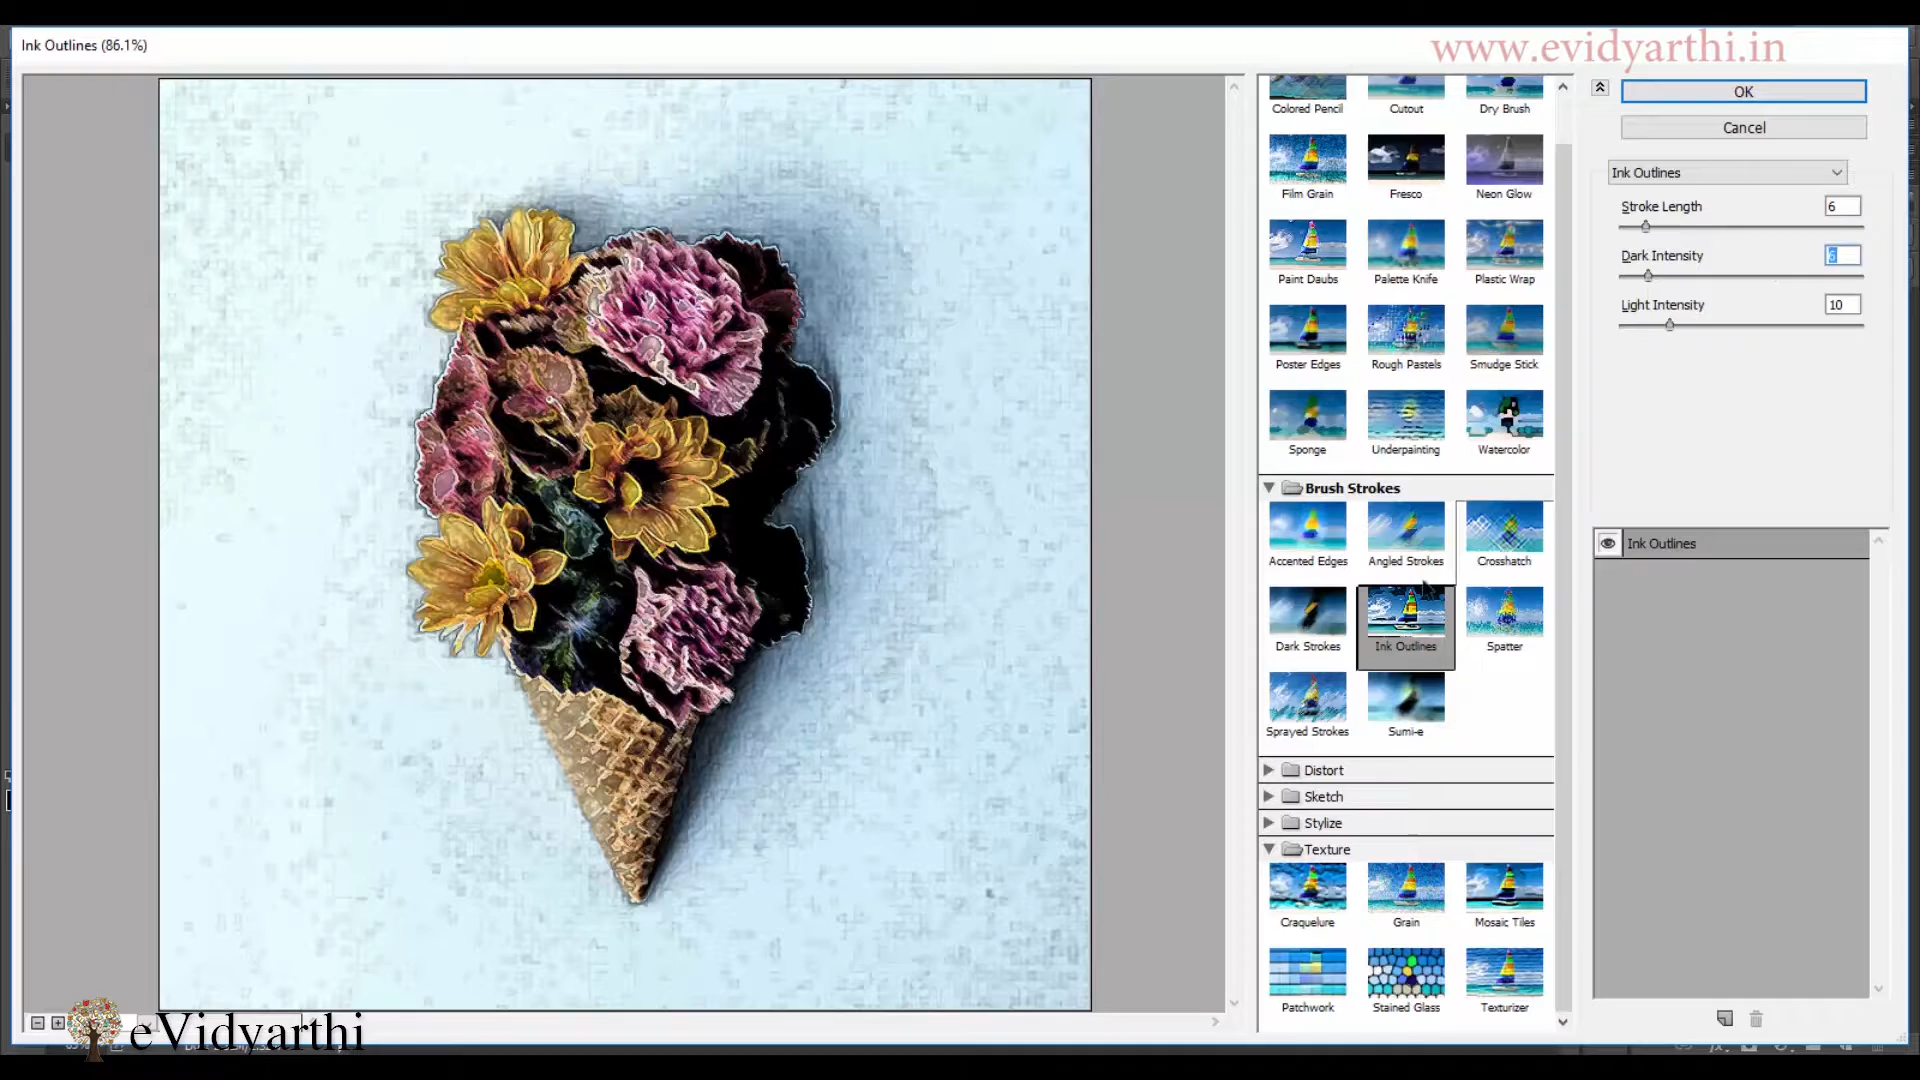 Ink Outlines (86.1%)
www.evidyarthi.in
Colored Pencil
Cutout
Dry Brush
Film Grain
Fresco
Neon Glow
Paint Daubs
Palette Knife
Plastic Wrap
Poster Edges
Rough Pastels
Smudge Stick
Sponge
Underpainting
Watercolor
Brush Strokes
Accented Edges
Angled Strokes
Crosshatch
Dark Strokes
Ink Outlines
Spatter
Sprayed Strokes
Sumi-e
Distort
Sketch
Stylize
Texture
Craquelure
Grain
Mosaic Tiles
Patchwork
Stained Glass
Texturizer
OK
Cancel
Ink Outlines
Stroke Length
6
Dark Intensity
6
Light Intensity
10
Ink Outlines
eVidyarthi